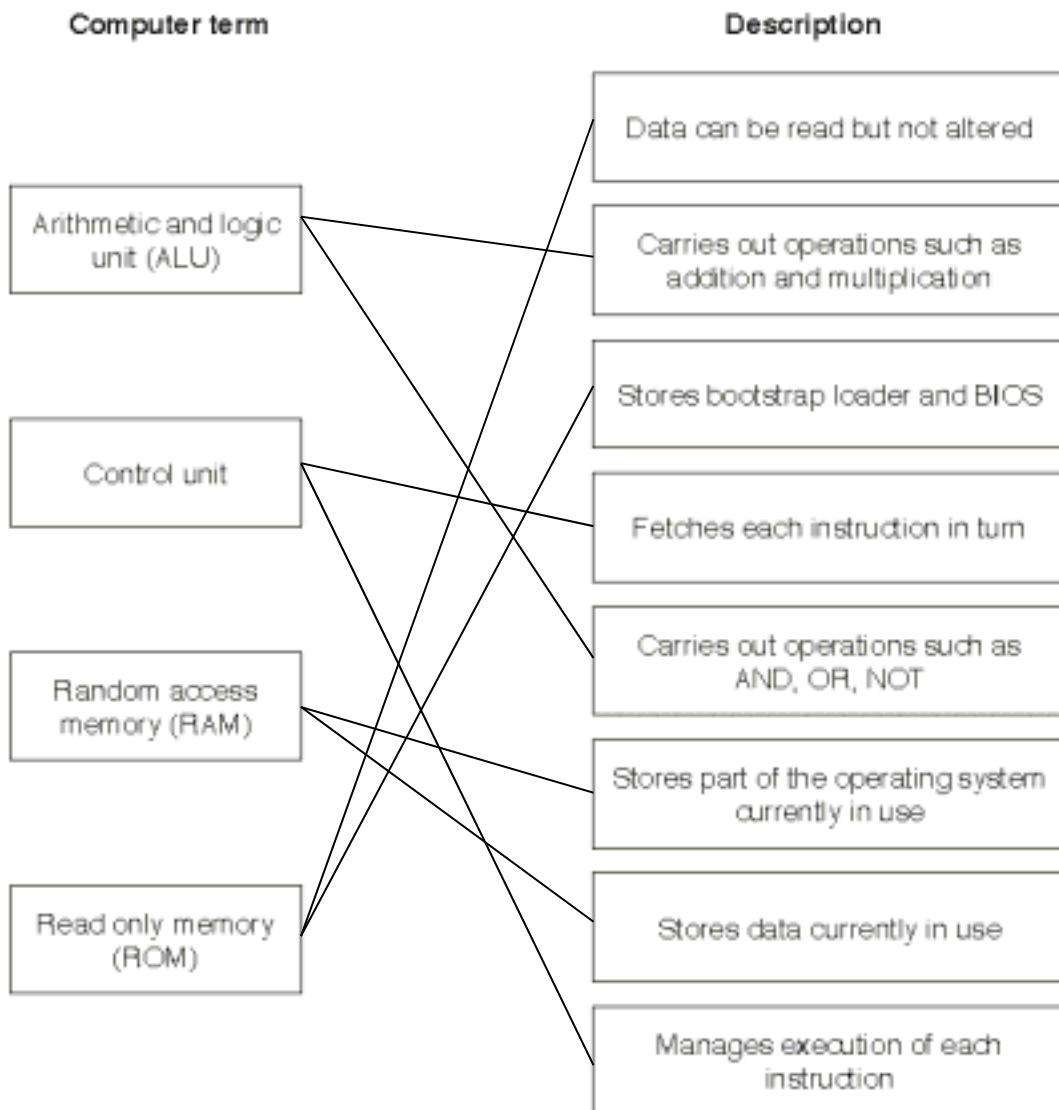 Computer term
Description
Data can be read but not altered
Arithmetic and logic
unit (ALU)
Carries out operations such as
addition and multiplication
Stores bootstrap loader and BIOS
Control unit
Fetches each instruction in turn
Carries out operations such as
AND, OR, NOT
Random access
memory (RAM)
Stores part of the operating system
currently in use
Read only memory
(ROM)
Stores data currently in use
Manages execution of each
instruction